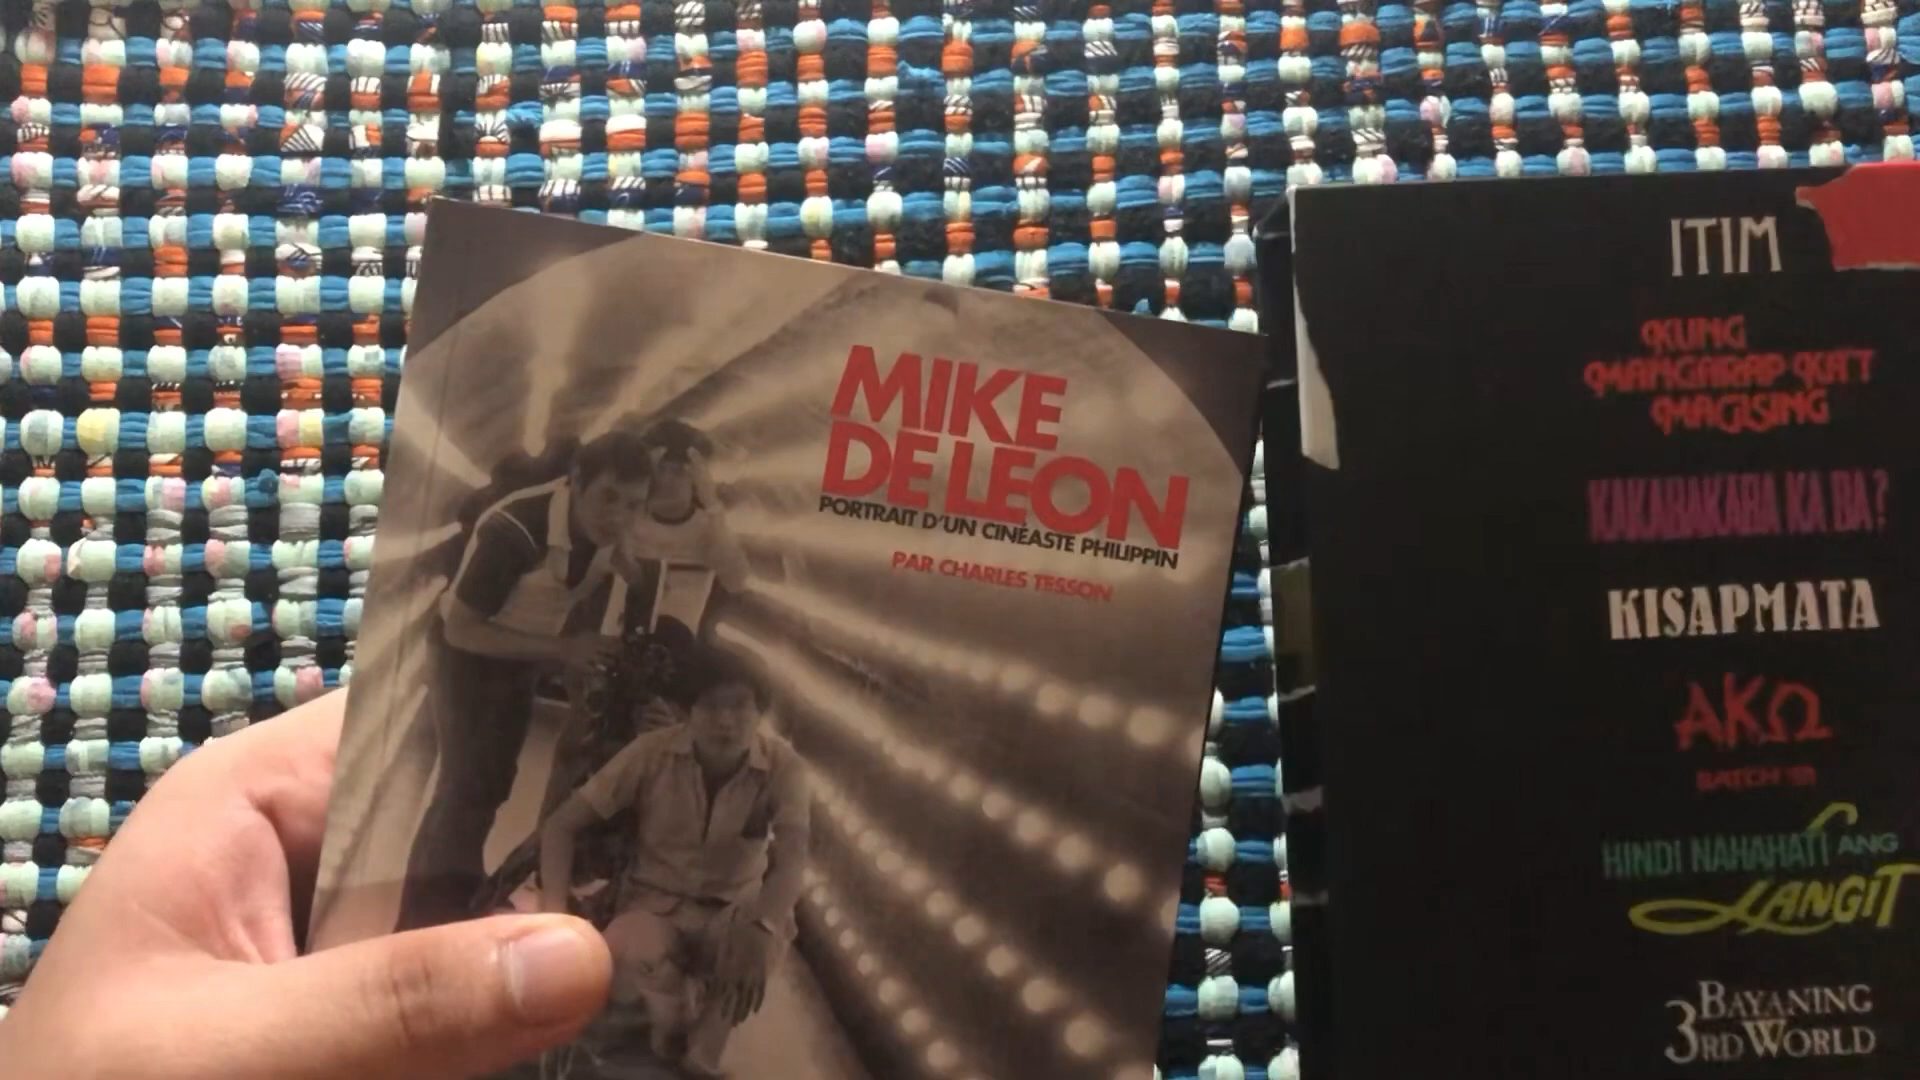 MIKE
DE LEON
PORTRAIT D'UN CINÉASTE PHILIPPIN
PAR CHARLES TESSON
ITIM
KUNG
MANGARAP KA'T
MAGISING
KAKABAKABA KA BA?
KISAPMATA
AKΩ
BATCH '81
HINDI NAHAHATI ANG
LANGIT
BAYANING
3RD WORLD